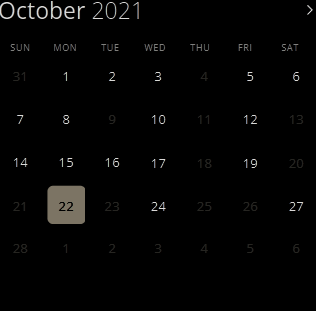 October 2021
SUN MON TUE WED THU FRI SAT
31 1 2 3 4 5 6
7 8 9 10 11 12 13
14 15 16 17 18 19 20
21 22 23 24 25 26 27
28 1 2 3 4 5 6